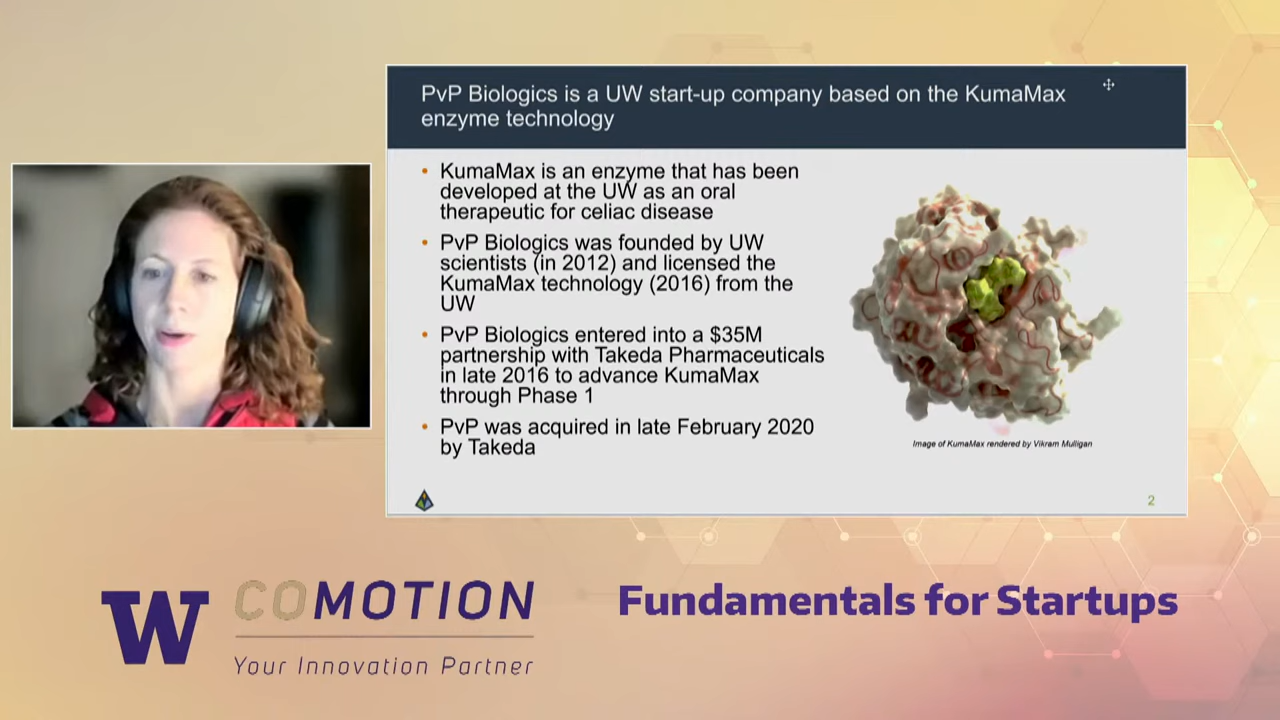 PvP Biologics is a UW start-up company based on the KumaMax
enzyme technology
• KumaMax is an enzyme that has been
developed at the UW as an oral
therapeutic for celiac disease
• PvP Biologics was founded by UW
scientists (in 2012) and licensed the
KumaMax technology (2016) from the
UW
• PvP Biologics entered into a $35M
partnership with Takeda Pharmaceuticals
in late 2016 to advance KumaMax
through Phase 1
• PvP was acquired in late February 2020
by Takeda
Image of KumaMax rendered by Vikram Mulligan
2
W COMOTION
Your Innovation Partner
Fundamentals for Startups